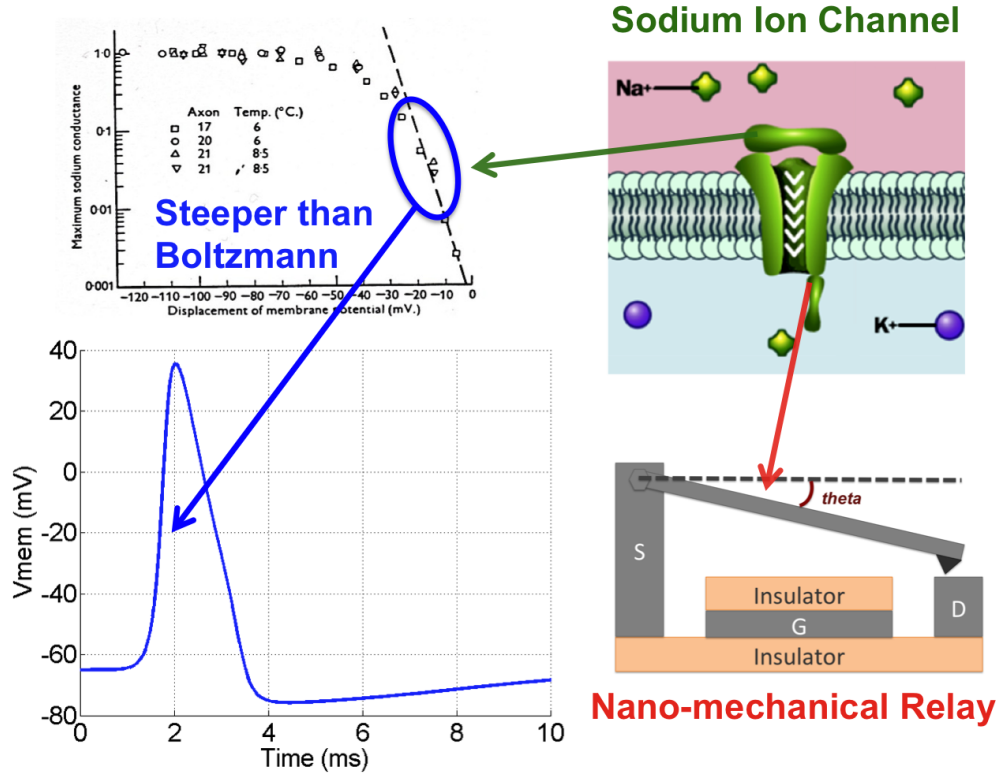 Sodium Ion Channel
Maximum sodium conductance
1·0
0·1
0·01
0·001
Axon Temp. (°C.)
17 6
20 6
21 8·5
21 8·5
−120 −110 −100 −90 −80 −70 −60 −50 −40 −30 −20 −10 0
Displacement of membrane potential (mV.)
Steeper than
Boltzmann
Na+
K+
Vmem (mV)
40
20
0
-20
-40
-60
-80
0 2 4 6 8 10
Time (ms)
theta
S
Insulator
G
D
Insulator
Nano-mechanical Relay